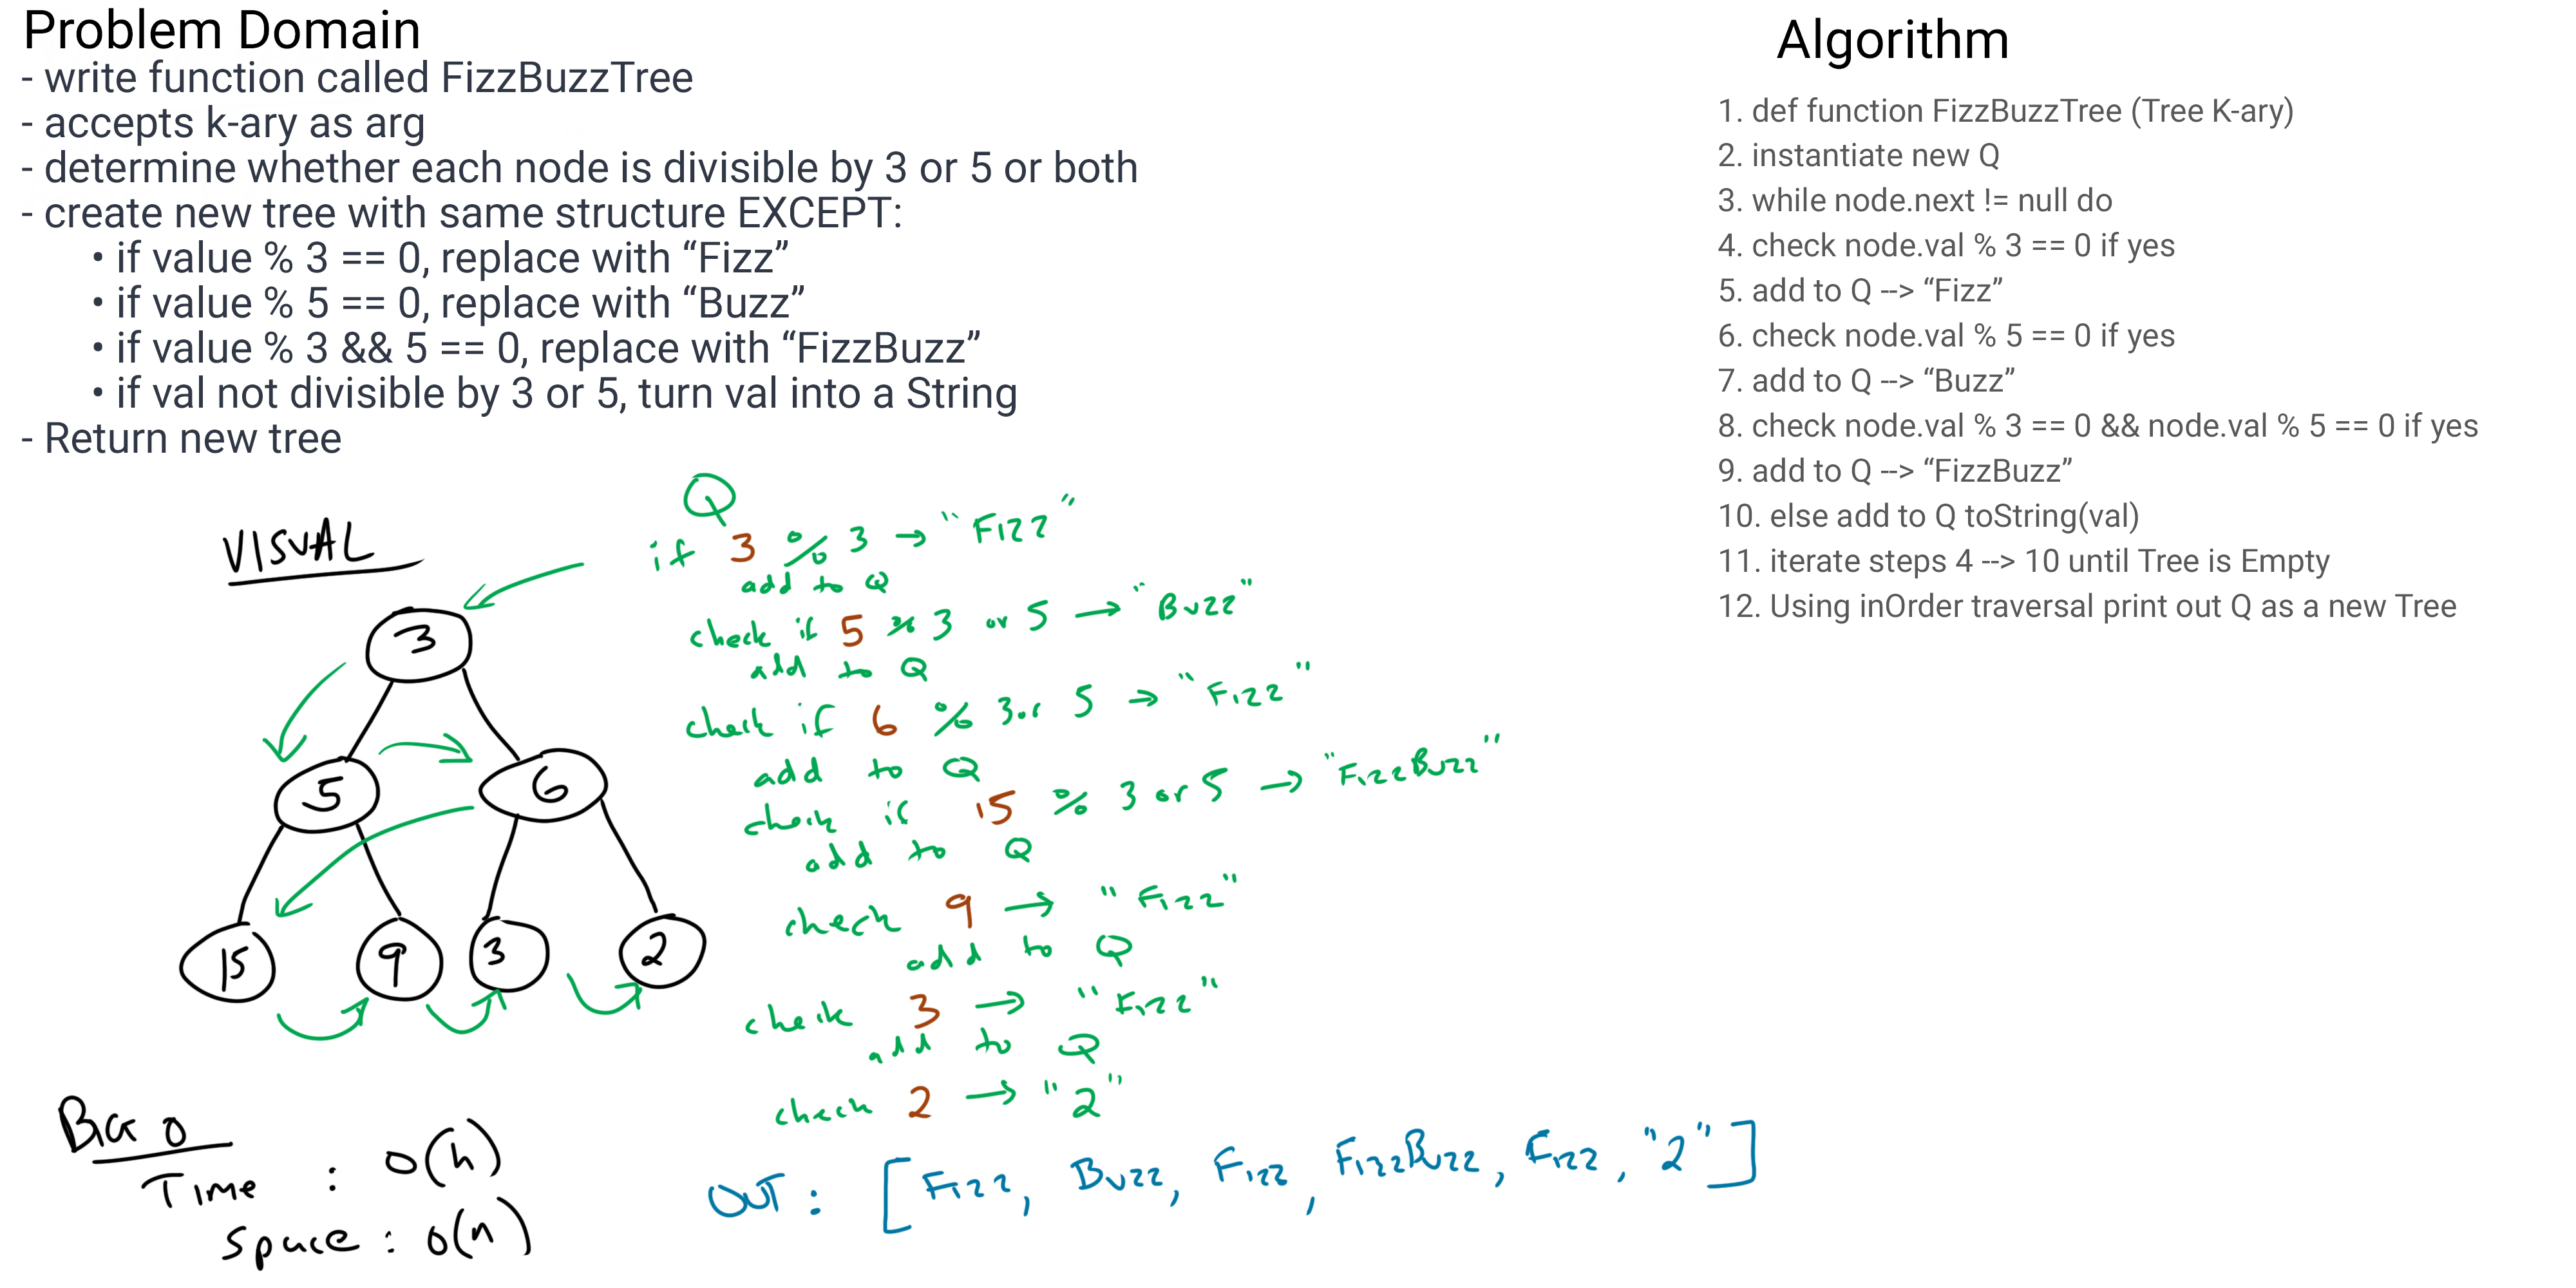 Problem Domain
- write function called FizzBuzzTree
- accepts k-ary as arg
- determine whether each node is divisible by 3 or 5 or both
- create new tree with same structure EXCEPT:
• if value % 3 == 0, replace with “Fizz”
• if value % 5 == 0, replace with “Buzz”
• if value % 3 && 5 == 0, replace with “FizzBuzz”
• if val not divisible by 3 or 5, turn val into a String
- Return new tree
Algorithm
1. def function FizzBuzzTree (Tree K-ary)
2. instantiate new Q
3. while node.next != null do
4. check node.val % 3 == 0 if yes
5. add to Q --> “Fizz”
6. check node.val % 5 == 0 if yes
7. add to Q --> “Buzz”
8. check node.val % 3 == 0 && node.val % 5 == 0 if yes
9. add to Q --> “FizzBuzz”
10. else add to Q toString(val)
11. iterate steps 4 --> 10 until Tree is Empty
12. Using inOrder traversal print out Q as a new Tree
VISUAL
3
5 6
15 9 3 2
Q
if 3 % 3 → "Fizz"
add to Q
check if 5 % 3 or 5 → "Buzz"
add to Q
check if 6 % 3 or 5 → "Fizz"
add to Q
check if 15 % 3 or 5 → "FizzBuzz"
add to Q
check 9 → "Fizz"
add to Q
check 3 → "Fizz"
add to Q
check 2 → "2"
OUT : [Fizz, Buzz, Fizz, FizzBuzz, Fizz, "2"]
BIG O
Time : O(h)
Space : O(n)